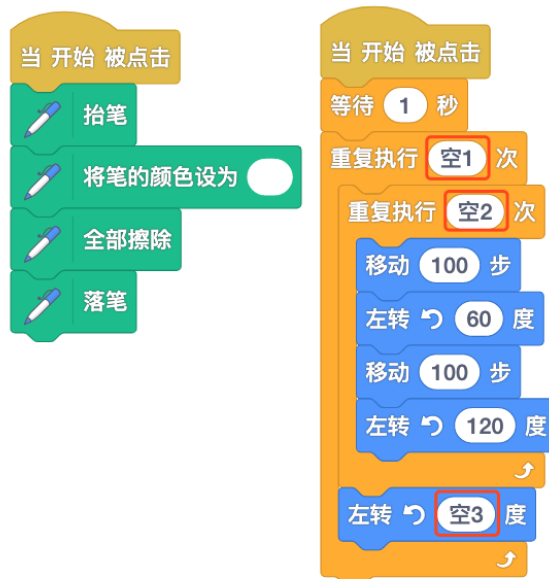 当 开始 被点击
抬笔
将笔的颜色设为
全部擦除
落笔
当 开始 被点击
等待 1 秒
重复执行 空1 次
重复执行 空2 次
移动 100 步
左转 60 度
移动 100 步
左转 120 度
左转 空3 度